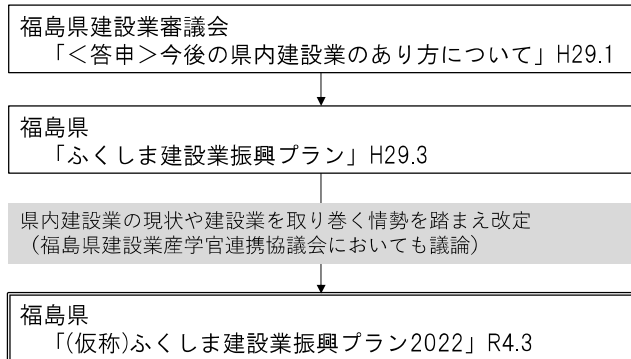 福島県建設業審議会
「＜答申＞今後の県内建設業のあり方について」H29.1
福島県
「ふくしま建設業振興プラン」H29.3
県内建設業の現状や建設業を取り巻く情勢を踏まえ改定
（福島県建設業産学官連携協議会においても議論）
福島県
「(仮称)ふくしま建設業振興プラン2022」R4.3